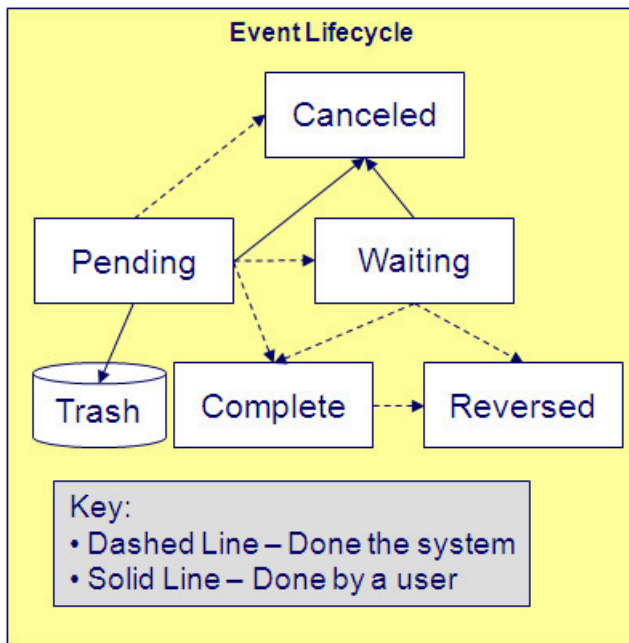 Event Lifecycle
Canceled
Pending
Waiting
Trash
Complete
Reversed
Key:
• Dashed Line – Done the system
• Solid Line – Done by a user